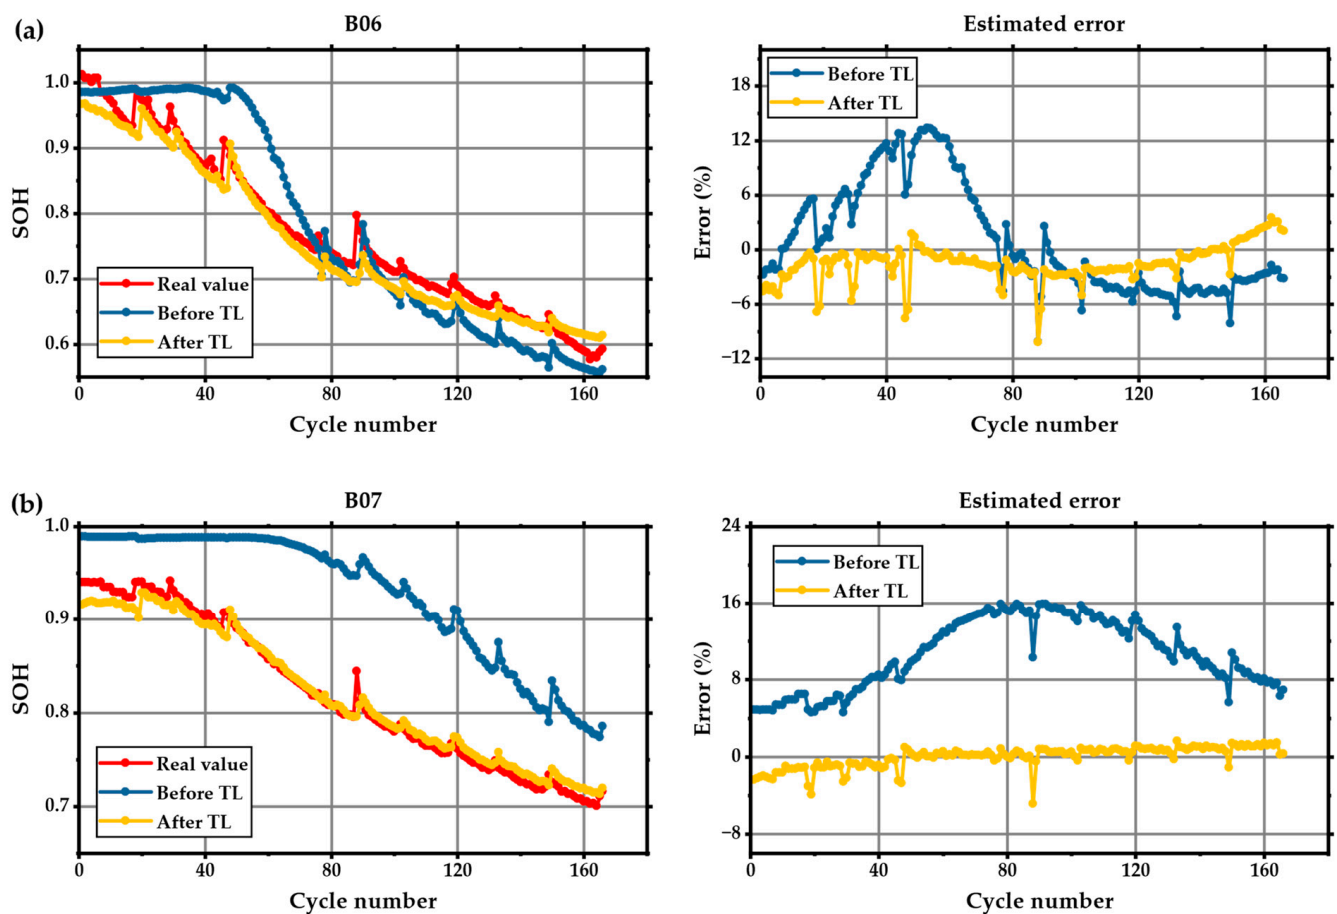 (a)
B06
SOH
1.0
0.9
0.8
0.7
0.6
Real value
Before TL
After TL
0 40 80 120 160
Cycle number
Estimated error
Error (%)
18
12
6
0
−6
−12
Before TL
After TL
0 40 80 120 160
Cycle number
(b)
B07
SOH
1.0
0.9
0.8
0.7
Real value
Before TL
After TL
0 40 80 120 160
Cycle number
Estimated error
Error (%)
24
16
8
0
−8
Before TL
After TL
0 40 80 120 160
Cycle number